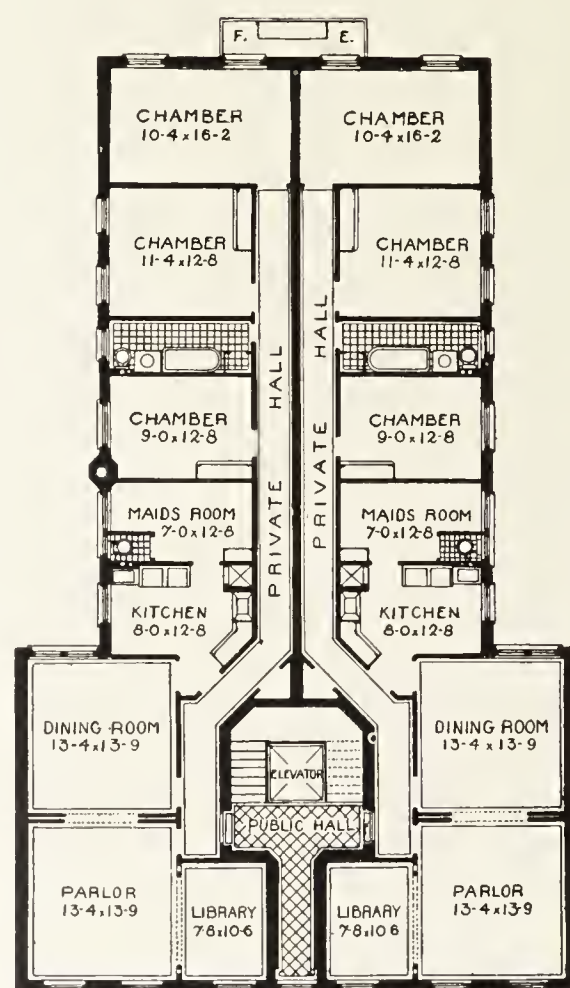 F. E.
CHAMBER CHAMBER
10-4 x 16-2 10-4 x 16-2
CHAMBER CHAMBER
11-4 x 12-8 11-4 x 12-8
PRIVATE HALL PRIVATE HALL
CHAMBER CHAMBER
9-0 x 12-8 9-0 x 12-8
MAIDS ROOM MAIDS ROOM
7-0 x 12-8 7-0 x 12-8
KITCHEN KITCHEN
8-0 x 12-8 8-0 x 12-8
DINING ROOM DINING ROOM
13-4 x 13-9 13-4 x 13-9
ELEVATOR
PUBLIC HALL
PARLOR PARLOR
13-4 x 13-9 13-4 x 13-9
LIBRARY LIBRARY
7-8 x 10-6 7-8 x 10 6